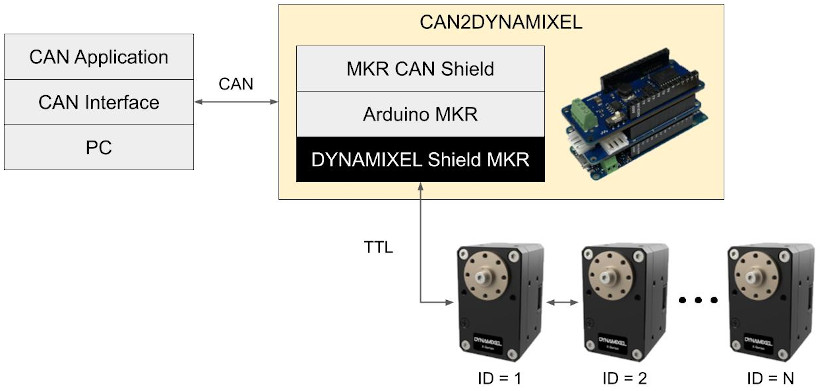 CAN2DYNAMIXEL
CAN Application
CAN Interface
PC
CAN
MKR CAN Shield
Arduino MKR
DYNAMIXEL Shield MKR
TTL
DYNAMIXEL
DYNAMIXEL
DYNAMIXEL
ID = 1
ID = 2
ID = N